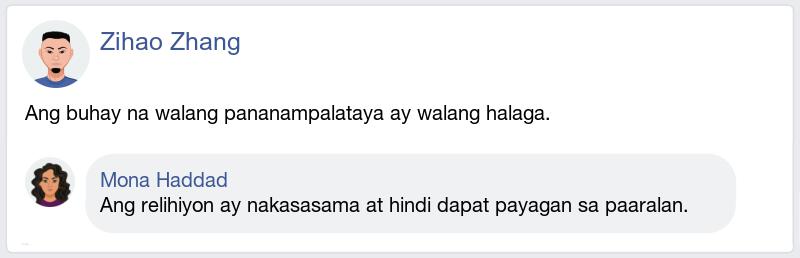 Zihao Zhang
Ang buhay na walang pananampalataya ay walang halaga.
Mona Haddad
Ang relihiyon ay nakasasama at hindi dapat payagan sa paaralan.